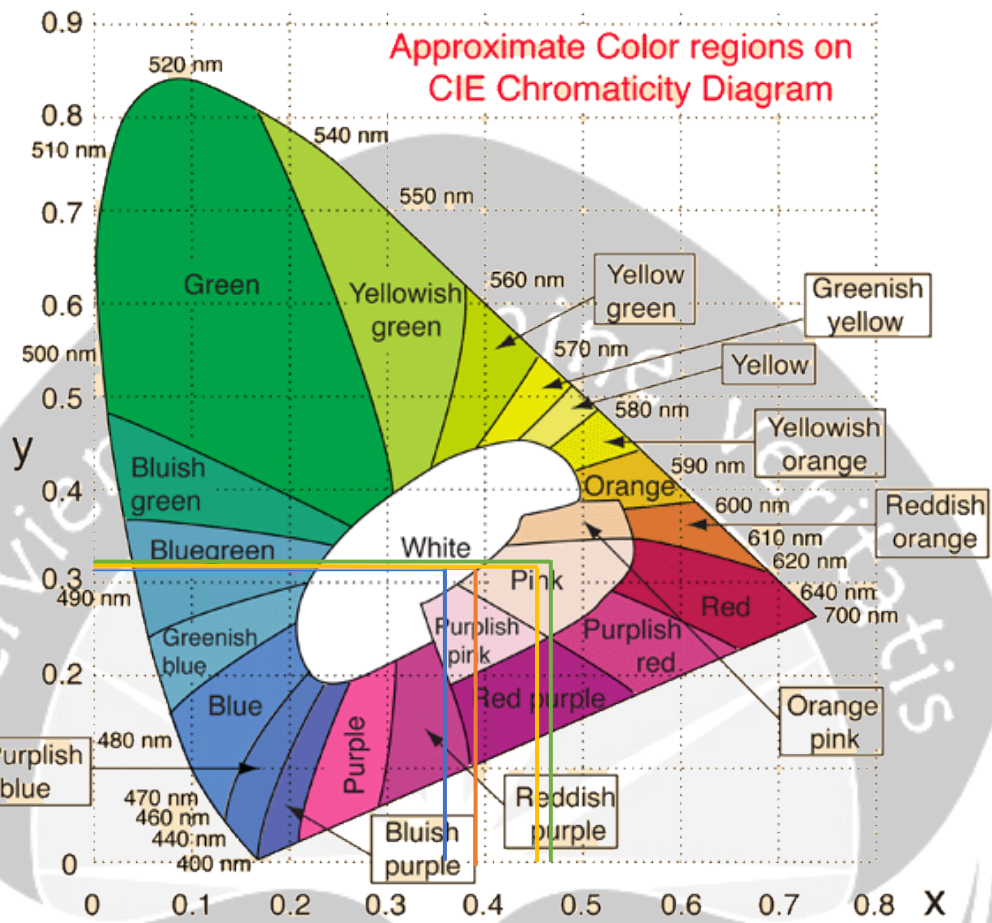 Approximate Color regions on
CIE Chromaticity Diagram
0.9
0.8
0.7
0.6
0.5
y
0.4
0.3
0.2
0
0
0.1
0.2
0.3
0.4
0.5
0.6
0.7
0.8
x
520 nm
510 nm
540 nm
550 nm
560 nm
500 nm
570 nm
580 nm
590 nm
600 nm
610 nm
620 nm
640 nm
700 nm
490 nm
480 nm
470 nm
460 nm
440 nm
400 nm
Green
Yellowish
green
Yellow
green
Greenish
yellow
Yellow
Yellowish
orange
Orange
Reddish
orange
Bluish
green
Bluegreen
White
Pink
Greenish
blue
Purplish
pink
Purplish
red
Red
Blue
Red purple
Orange
pink
Purplish
blue
Purple
Reddish
purple
Bluish
purple
veritatis